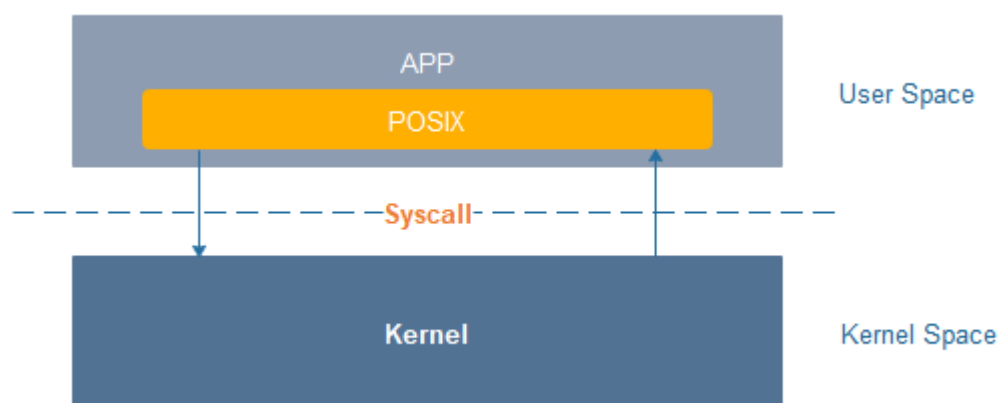 APP
User Space
POSIX
Syscall
Kernel
Kernel Space